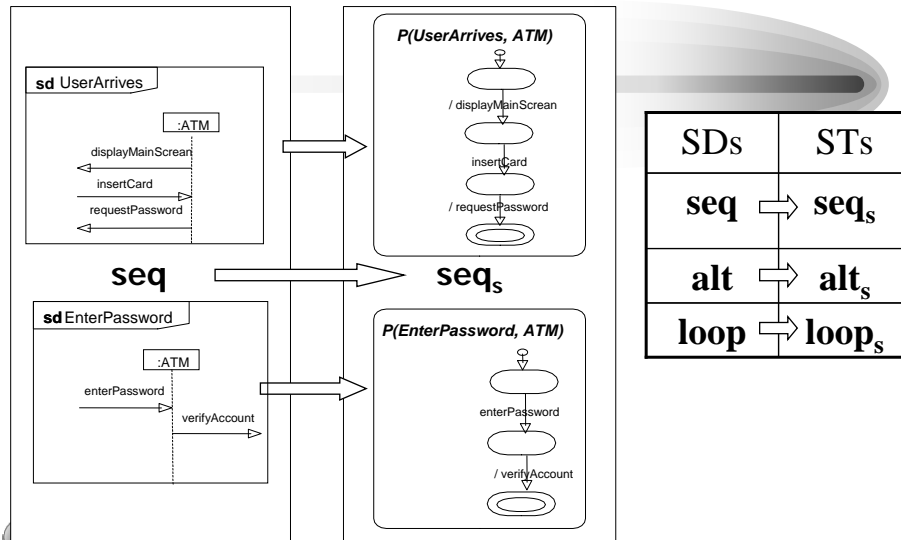 sd UserArrives
:ATM
displayMainScrean
insertCard
requestPassword
P(UserArrives, ATM)
/ displayMainScrean
insertCard
/ requestPassword
seq
seqs
sd EnterPassword
:ATM
enterPassword
verifyAccount
P(EnterPassword, ATM)
enterPassword
/ verifyAccount
SDs STs
seq seqs
alt alts
loop loops